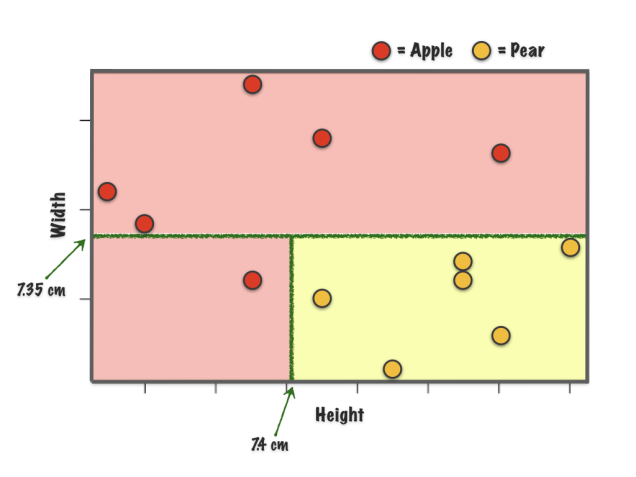 = Apple = Pear
Width
7.35 cm
Height
7.4 cm